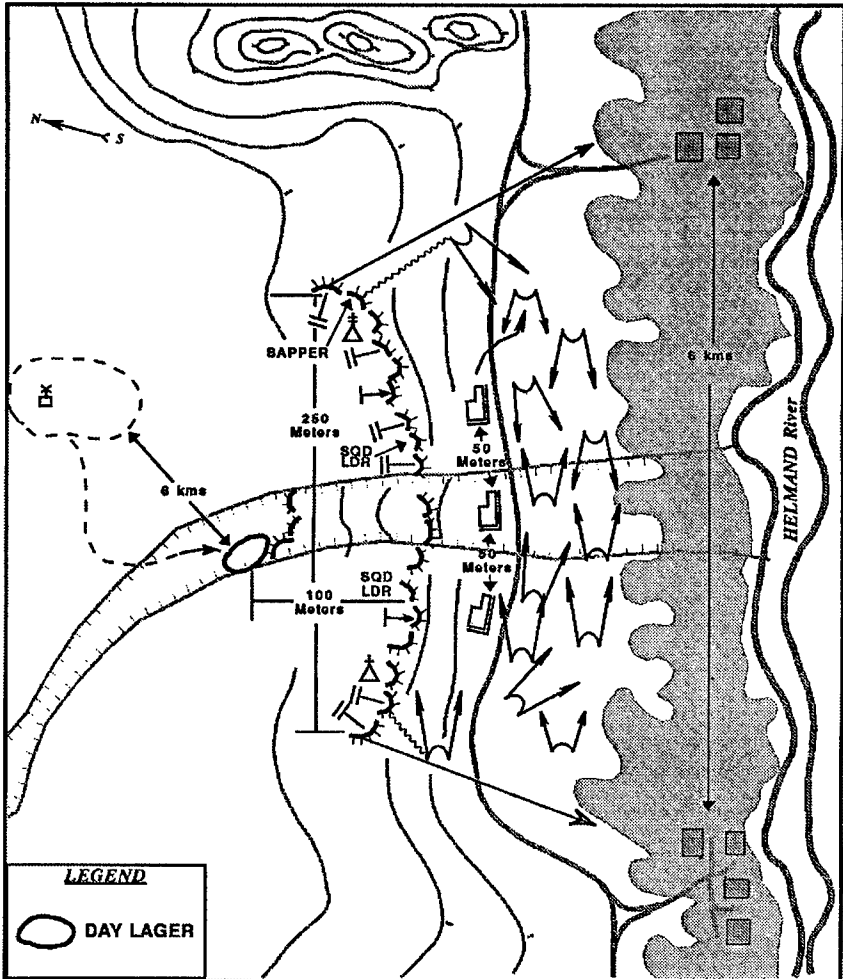 N
S
SAPPER
250
Meters
SQD
LDR
50
Meters
6 kms
6 kms
HELMAND River
SQD
LDR
100
Meters
50
Meters
LEGEND
DAY LAGER